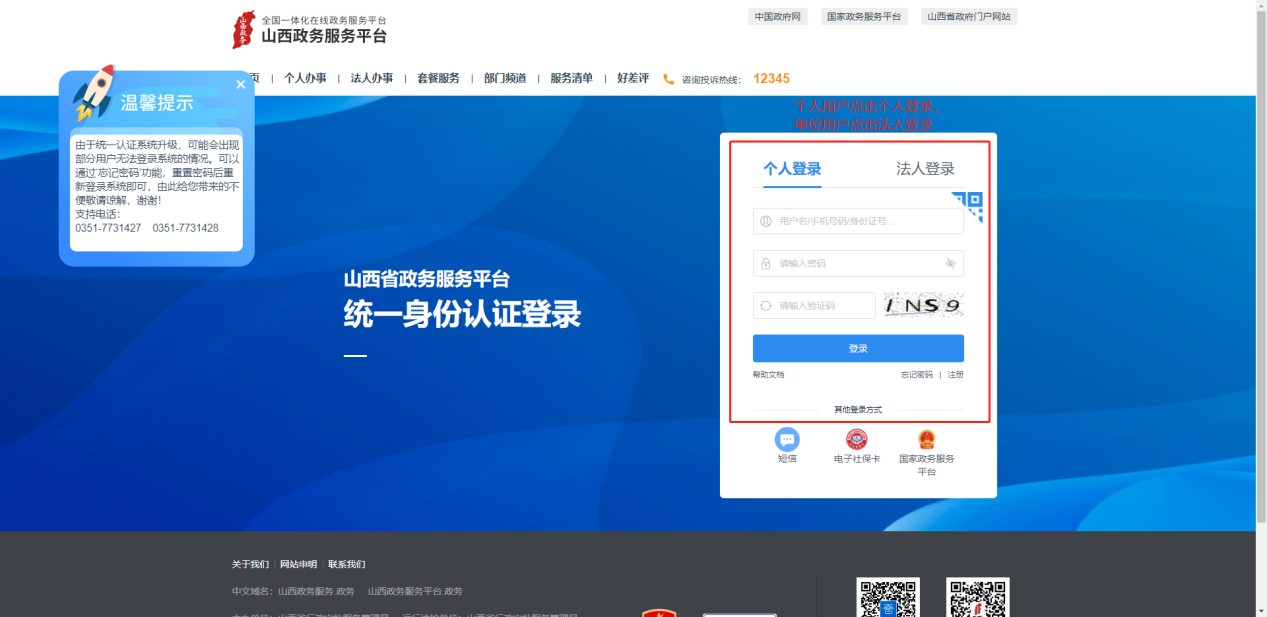 全国一体化在线政务服务平台
山西政务服务平台
山西政务
中国政府网
国家政务服务平台
山西省政府门户网站
页 | 个人办事 | 法人办事 | 套餐服务 | 部门频道 | 服务清单 | 好差评
咨询投诉热线： 12345
温馨提示
由于统一认证系统升级，可能会出现
部分用户无法登录系统的情况。可以
通过'忘记密码'功能，重置密码后重
新登录系统即可，由此给您带来的不
便敬请谅解，谢谢！
支持电话：
0351-7731427 0351-7731428
个人用户点击个人登录，
单位用户点击法人登录
个人登录
法人登录
用户名/手机号码/身份证号...
请输入密码
请输入验证码
INS9
登录
帮助文档
忘记密码 | 注册
其他登录方式
短信
电子社保卡
国家政务服务
平台
山西省政务服务平台
统一身份认证登录
关于我们 | 网站申明 | 联系我们
中文域名：山西政务服务.政务 山西政务服务平台.政务